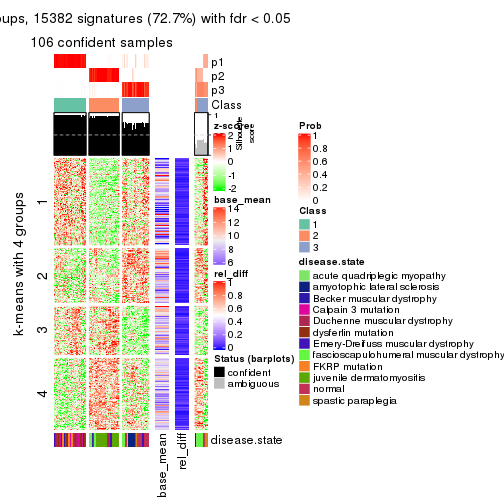 oups, 15382 signatures (72.7%) with fdr < 0.05
106 confident samples
p1
p2
p3
Class
1
Silhouette score
k-means with 4 groups
1
2
3
4
base_mean
rel_diff
disease.state
z-score
2
1
0
-1
-2
base_mean
14
12
10
8
6
rel_diff
1
0.8
0.6
0.4
0.2
0
Status (barplots)
confident
ambiguous
Prob
1
0.8
0.6
0.4
0.2
0
Class
1
2
3
disease.state
acute quadriplegic myopathy
amyotophic lateral sclerosis
Becker muscular dystrophy
Calpain 3 mutation
Duchenne muscular dystrophy
dysferlin mutation
Emery-Dreifuss muscular dystrophy
fascioscapulohumeral muscular dystrophy
FKRP mutation
juvenile dermatomyositis
normal
spastic paraplegia